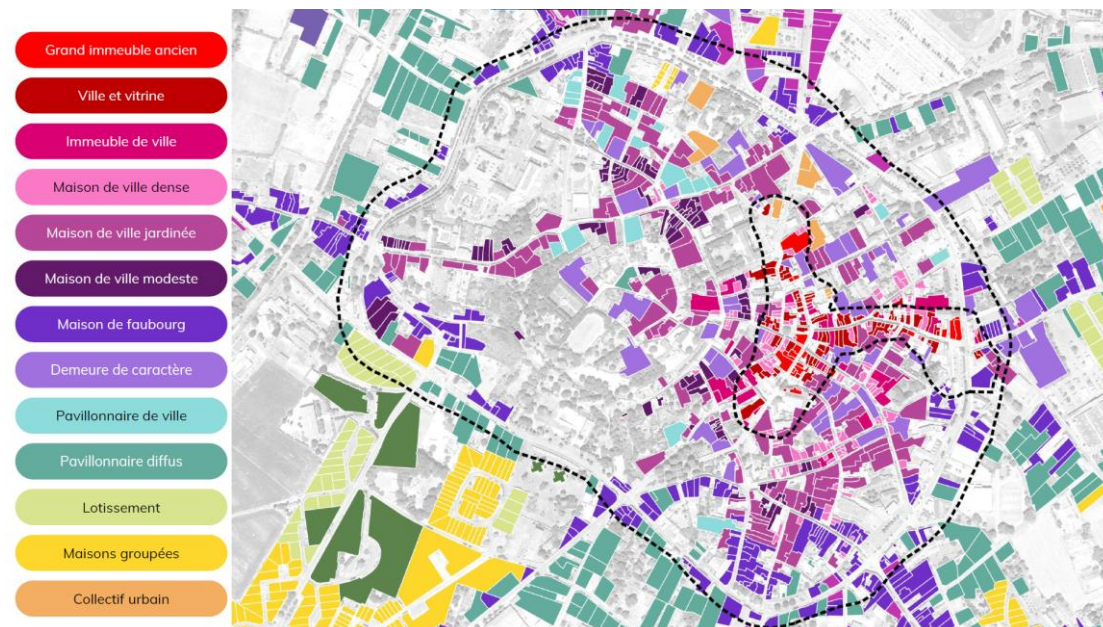 Grand immeuble ancien
Ville et vitrine
Immeuble de ville
Maison de ville dense
Maison de ville jardinée
Maison de ville modeste
Maison de faubourg
Demeure de caractère
Pavillonnaire de ville
Pavillonnaire diffus
Lotissement
Maisons groupées
Collectif urbain